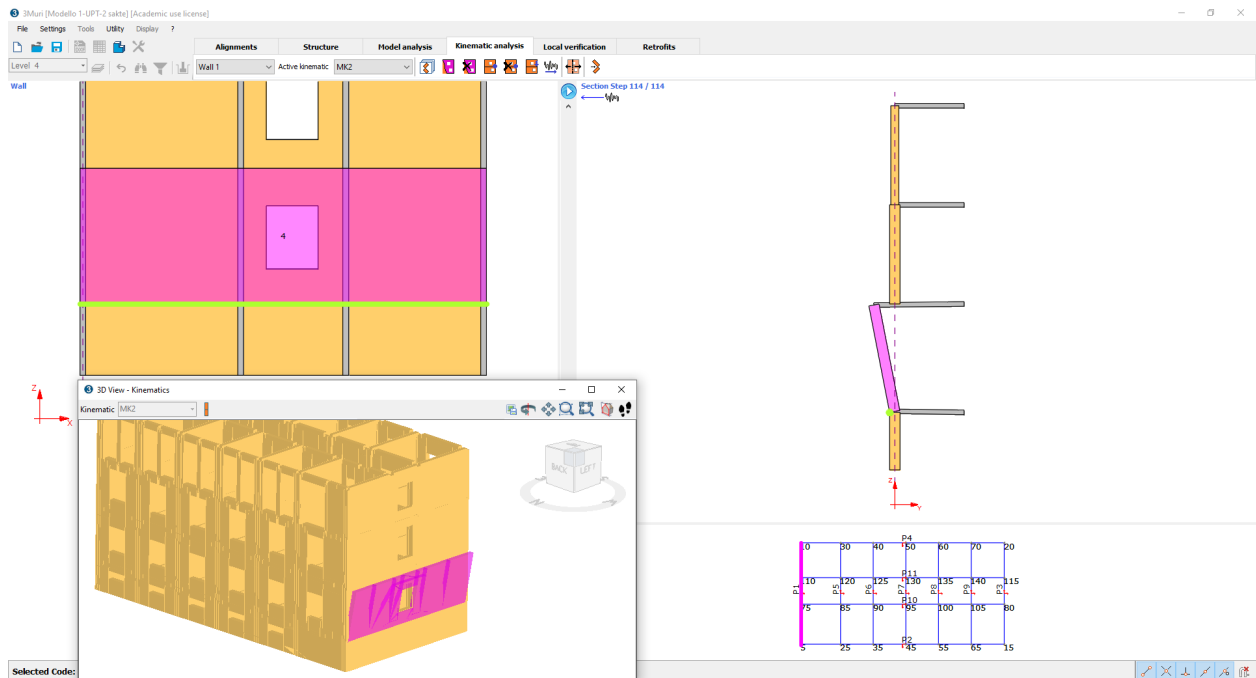 3Muri [Modello 1-UPT-2 sakte] [Academic use license]
File Settings Tools Utility Display ?
Alignments Structure Model analysis Kinematic analysis Local verification Retrofits
Level 4 Wall 1 Active kinematic MK2
Wall
Section Step 114 / 114
4
Z
X
3D View - Kinematics
Kinematic MK2
BACK LEFT
Z
Y
P4
10 30 40 50 60 70 20
P11
110 120 125 130 135 140 115
P1 P5 P6 P7 P8 P9 P3
P10
75 85 90 95 100 105 80
P2
5 25 35 45 55 65 15
Selected Code: